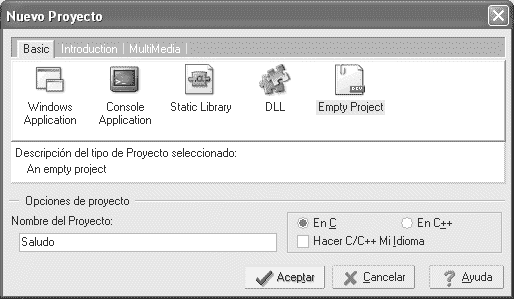 Nuevo Proyecto
Basic Introduction MultiMedia
Windows Application
Console Application
Static Library
DLL
DEV
Empty Project
Descripción del tipo de Proyecto seleccionado:
An empty project
Opciones de proyecto
Nombre del Proyecto:
Saludo
En C
En C++
Hacer C/C++ Mi Idioma
Aceptar
Cancelar
? Ayuda